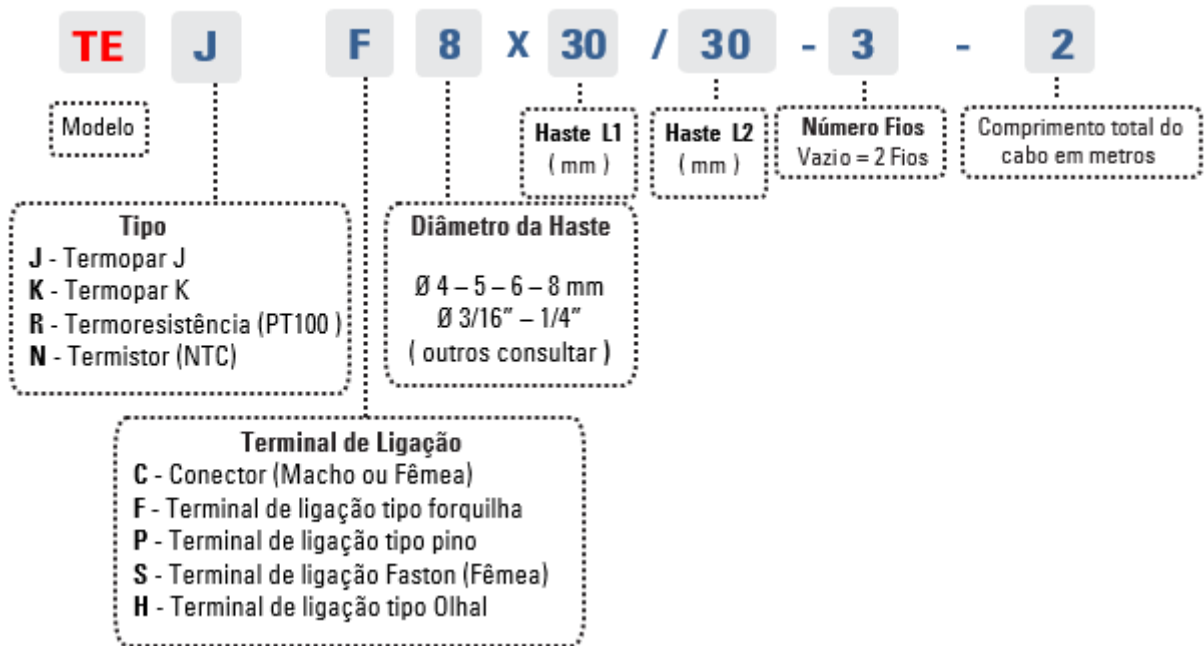 TE J F 8 X 30 / 30 - 3 - 2
Modelo
Haste L1
( mm )
Haste L2
( mm )
Número Fios
Vazio = 2 Fios
Comprimento total do
cabo em metros
Tipo
J - Termopar J
K - Termopar K
R - Termoresistência (PT100 )
N - Termistor (NTC)
Diâmetro da Haste
Ø 4 – 5 – 6 – 8 mm
Ø 3/16” – 1/4”
( outros consultar )
Terminal de Ligação
C - Conector (Macho ou Fêmea)
F - Terminal de ligação tipo forquilha
P - Terminal de ligação tipo pino
S - Terminal de ligação Faston (Fêmea)
H - Terminal de ligação tipo Olhal